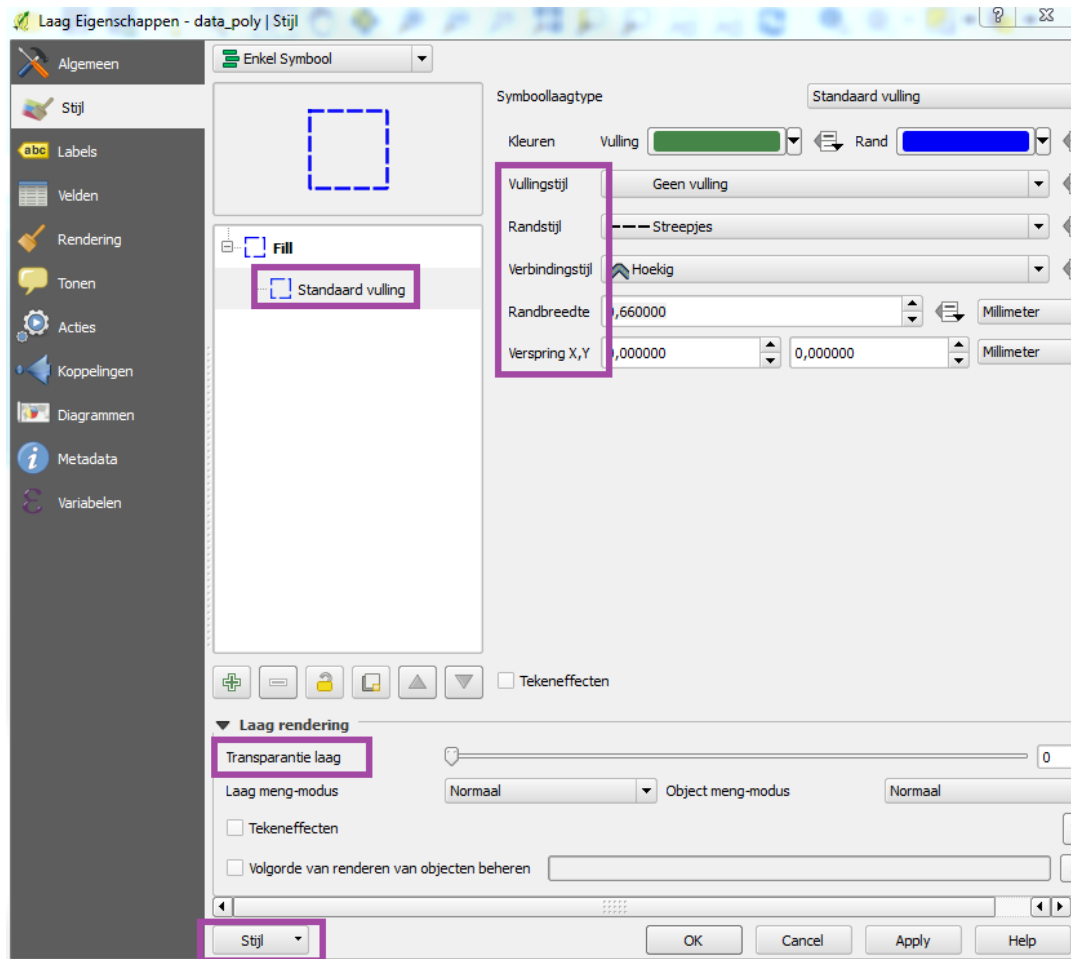 Laag Eigenschappen - data_poly | Stijl
Algemeen
Stijl
abc Labels
Velden
Rendering
Tonen
Acties
Koppelingen
Diagrammen
Metadata
Variabelen
Enkel Symbool
Fill
Standaard vulling
Symboollaagtype Standaard vulling
Kleuren Vulling Rand
Vullingstijl Geen vulling
Randstijl Streepjes
Verbindingstijl Hoekig
Randbreedte ,660000 Millimeter
Verspring X,Y ,000000 0,000000 Millimeter
Tekeneffecten
Laag rendering
Transparantie laag 0
Laag meng-modus Normaal Object meng-modus Normaal
Tekeneffecten
Volgorde van renderen van objecten beheren
Stijl OK Cancel Apply Help